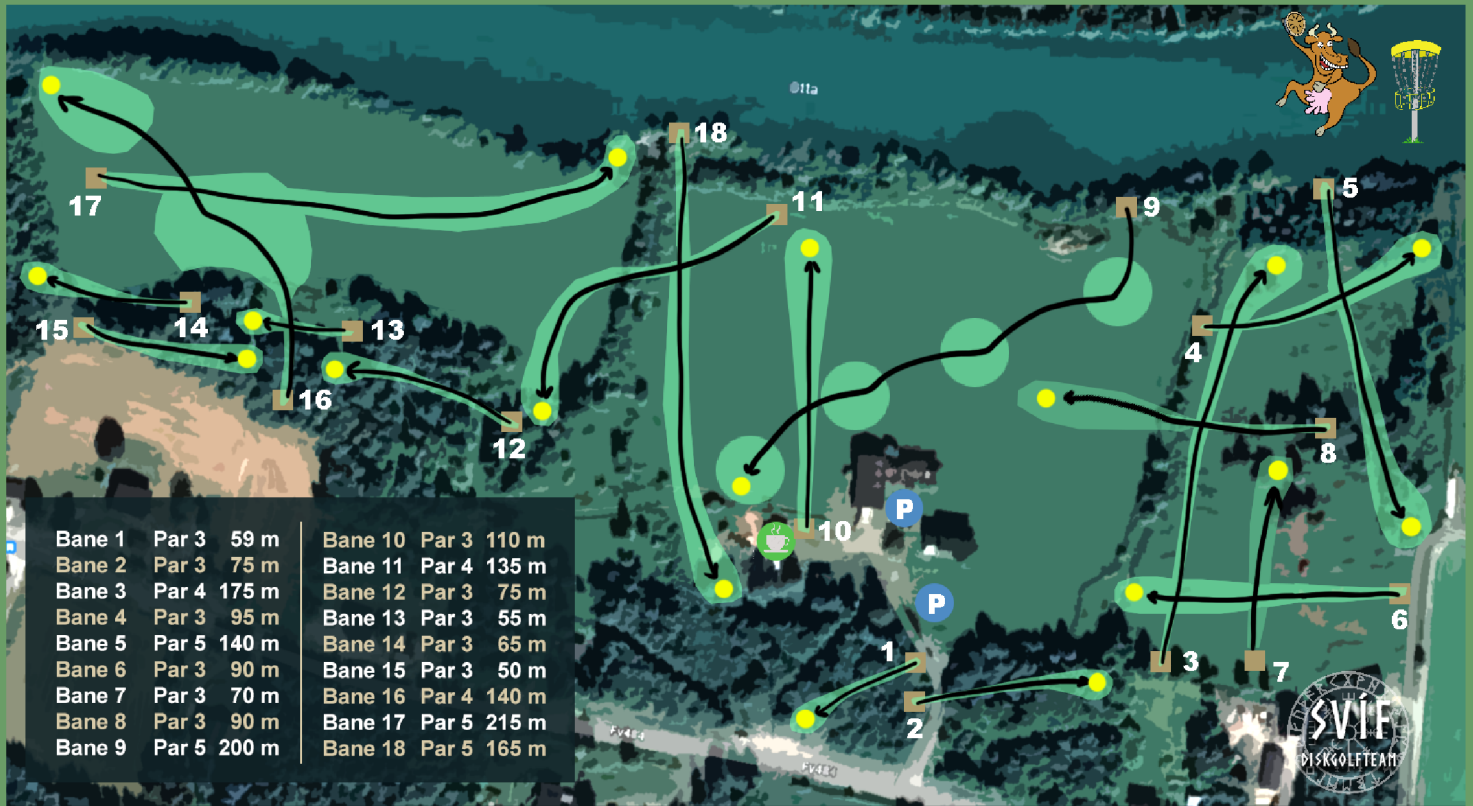 11a
18
11
17
9
5
14
15
13
4
16
12
8
10
P
P
6
1
3
7
2
Bane 1 Par 3 59 m
Bane 2 Par 3 75 m
Bane 3 Par 4 175 m
Bane 4 Par 3 95 m
Bane 5 Par 5 140 m
Bane 6 Par 3 90 m
Bane 7 Par 3 70 m
Bane 8 Par 3 90 m
Bane 9 Par 5 200 m
Bane 10 Par 3 110 m
Bane 11 Par 4 135 m
Bane 12 Par 3 75 m
Bane 13 Par 3 55 m
Bane 14 Par 3 65 m
Bane 15 Par 3 50 m
Bane 16 Par 4 140 m
Bane 17 Par 5 215 m
Bane 18 Par 5 165 m
Fv484
Fv484
SVÍF
DISKGOLFTEAM